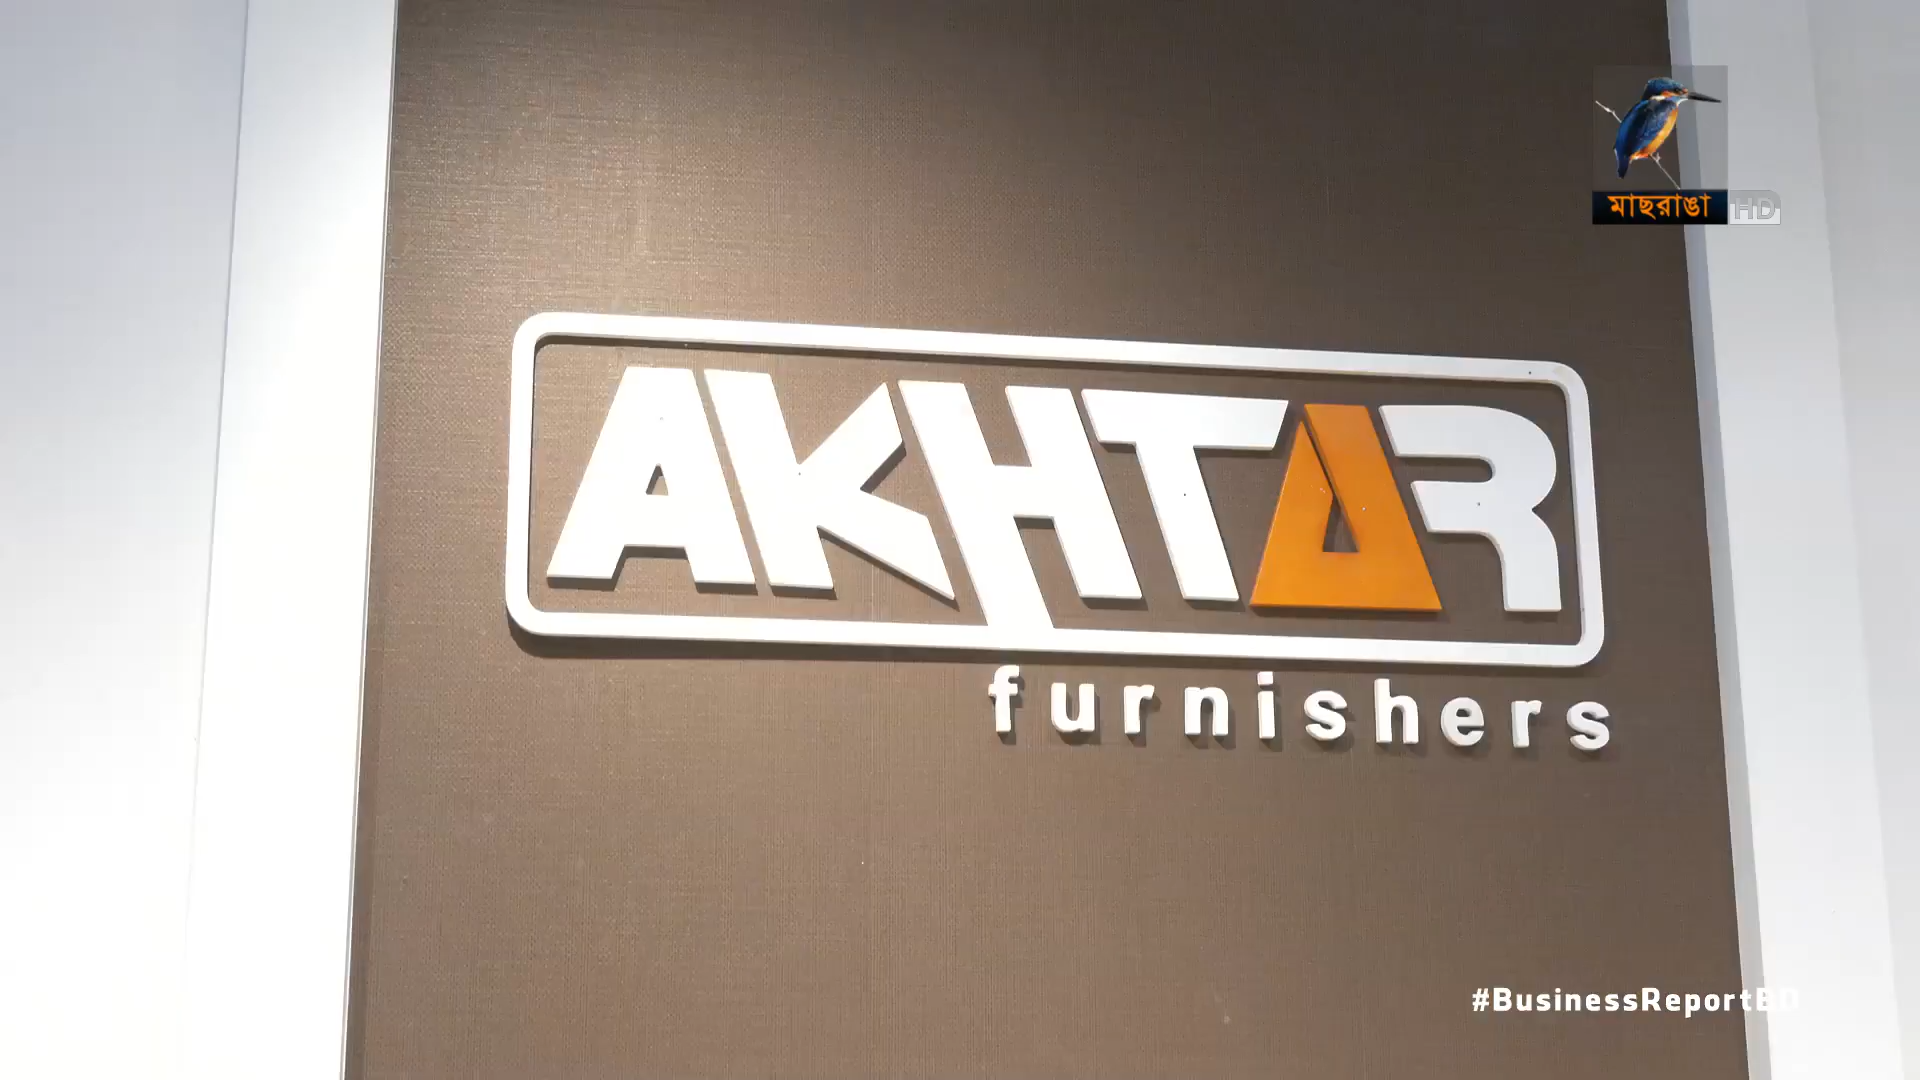 মাছরাঙা HD
AKHTAR
furnishers
#BusinessReportBD